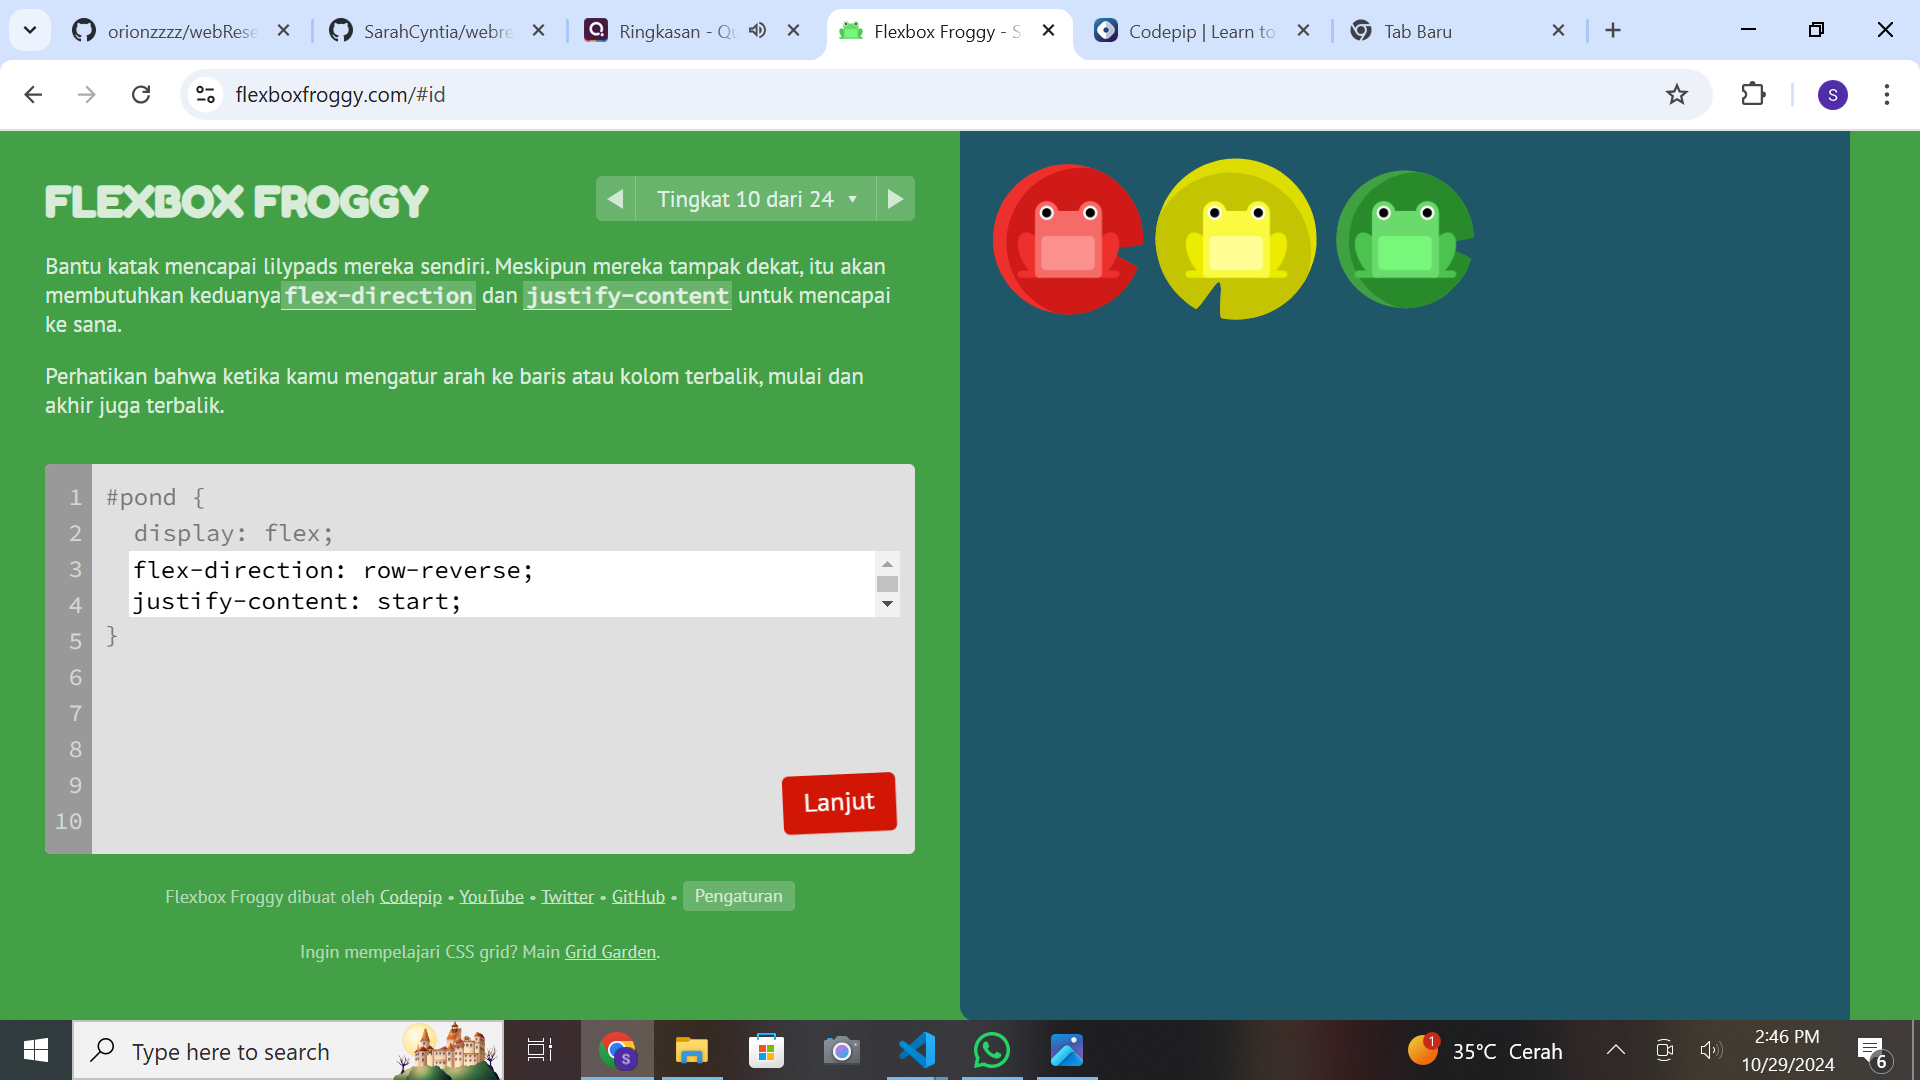 orionzzzz/webRese
SarahCyntia/webre
Ringkasan - Qu
Flexbox Froggy - S
Codepip | Learn to
Tab Baru
flexboxfroggy.com/#id
S
FLEXBOX FROGGY
Tingkat 10 dari 24
Bantu katak mencapai lilypads mereka sendiri. Meskipun mereka tampak dekat, itu akan
membutuhkan keduanya flex-direction dan justify-content untuk mencapai
ke sana.
Perhatikan bahwa ketika kamu mengatur arah ke baris atau kolom terbalik, mulai dan
akhir juga terbalik.
1 #pond {
2 display: flex;
3 flex-direction: row-reverse;
4 justify-content: start;
5 }
6
7
8
9
10
Lanjut
Flexbox Froggy dibuat oleh Codepip • YouTube • Twitter • GitHub • Pengaturan
Ingin mempelajari CSS grid? Main Grid Garden.
Type here to search
S
1
35°C Cerah
2:46 PM
10/29/2024
6